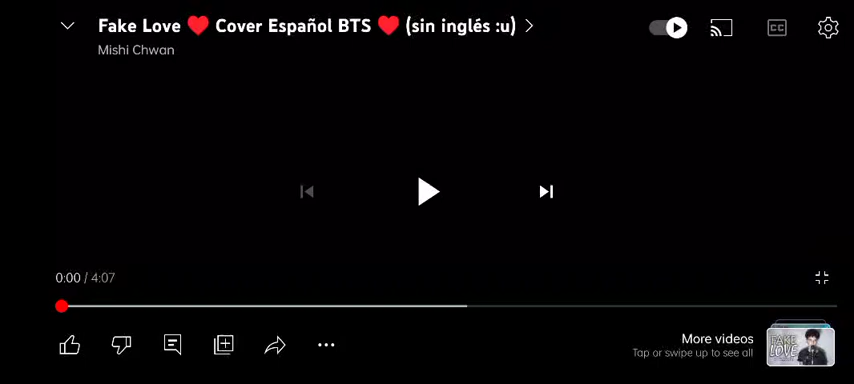 Fake Love ❤️ Cover Español BTS ❤️ (sin inglés :u)
Mishi Chwan
CC
0:00 / 4:07
More videos
Tap or swipe up to see all
FAKE
LOVE